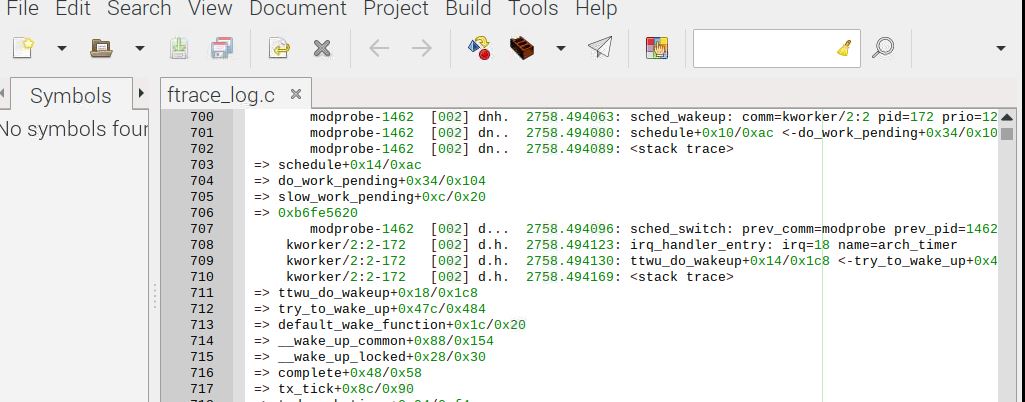 File Edit Search View Document Project Build Tools Help
Symbols
ftrace_log.c
No symbols four
700 modprobe-1462 [002] dnh. 2758.494063: sched_wakeup: comm=kworker/2:2 pid=172 prio=12
701 modprobe-1462 [002] dn.. 2758.494080: schedule+0x10/0xac <-do_work_pending+0x34/0x10
702 modprobe-1462 [002] dn.. 2758.494089: <stack trace>
703 => schedule+0x14/0xac
704 => do_work_pending+0x34/0x104
705 => slow_work_pending+0xc/0x20
706 => 0xb6fe5620
707 modprobe-1462 [002] d... 2758.494096: sched_switch: prev_comm=modprobe prev_pid=1462
708 kworker/2:2-172 [002] d.h. 2758.494123: irq_handler_entry: irq=18 name=arch_timer
709 kworker/2:2-172 [002] d.h. 2758.494130: ttwu_do_wakeup+0x14/0x1c8 <-try_to_wake_up+0x4
710 kworker/2:2-172 [002] d.h. 2758.494169: <stack trace>
711 => ttwu_do_wakeup+0x18/0x1c8
712 => try_to_wake_up+0x47c/0x484
713 => default_wake_function+0x1c/0x20
714 => __wake_up_common+0x88/0x154
715 => __wake_up_locked+0x28/0x30
716 => complete+0x48/0x58
717 => tx_tick+0x8c/0x90